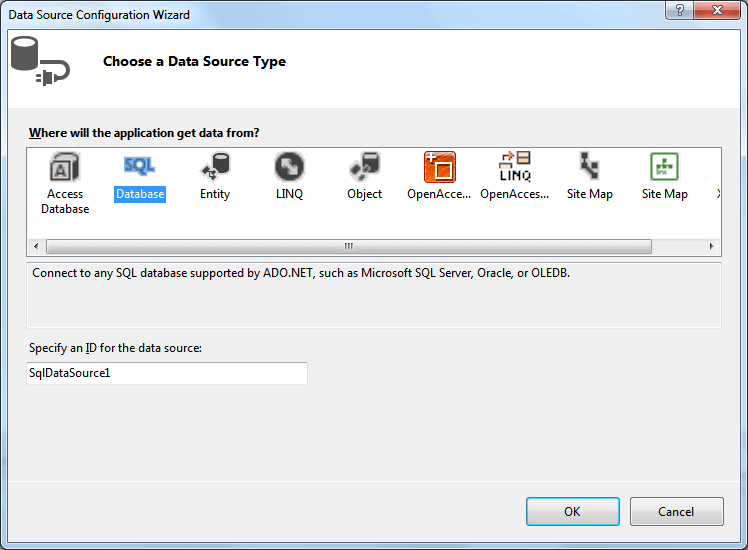 Data Source Configuration Wizard
Choose a Data Source Type
Where will the application get data from?
SQL
LINQ
Access Database
Database
Entity
LINQ
Object
OpenAcce...
OpenAcces...
Site Map
Site Map
Connect to any SQL database supported by ADO.NET, such as Microsoft SQL Server, Oracle, or OLEDB.
Specify an ID for the data source:
SqlDataSource1
OK
Cancel